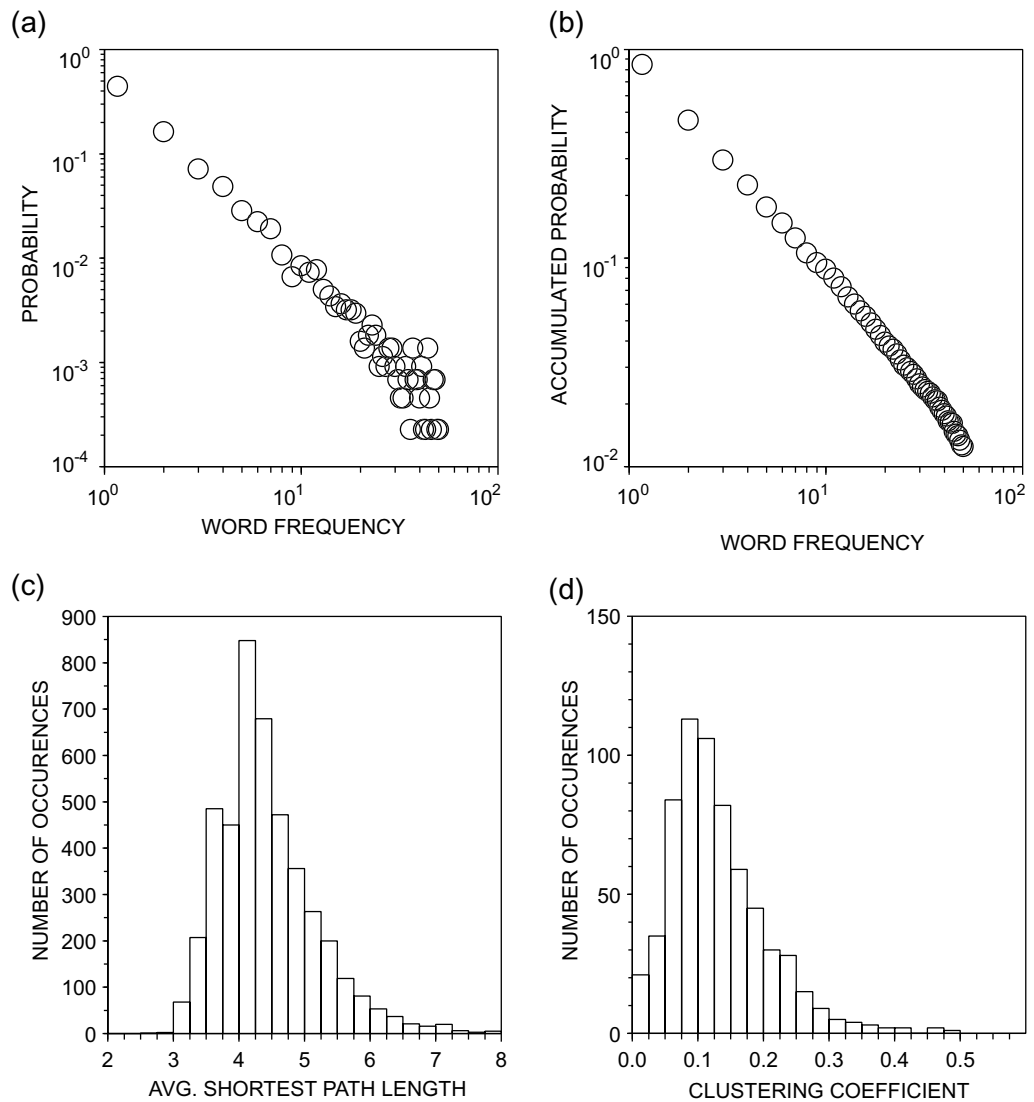 (a)
10^0
10^-1
10^-2
10^-3
10^-4
PROBABILITY
10^0 10^1 10^2
WORD FREQUENCY
(b)
10^0
10^-1
10^-2
ACCUMULATED PROBABILITY
10^0 10^1 10^2
WORD FREQUENCY
(c)
900
800
700
600
500
400
300
200
100
0
NUMBER OF OCCURENCES
2 3 4 5 6 7 8
AVG. SHORTEST PATH LENGTH
(d)
150
100
50
0
NUMBER OF OCCURENCES
0.0 0.1 0.2 0.3 0.4 0.5
CLUSTERING COEFFICIENT